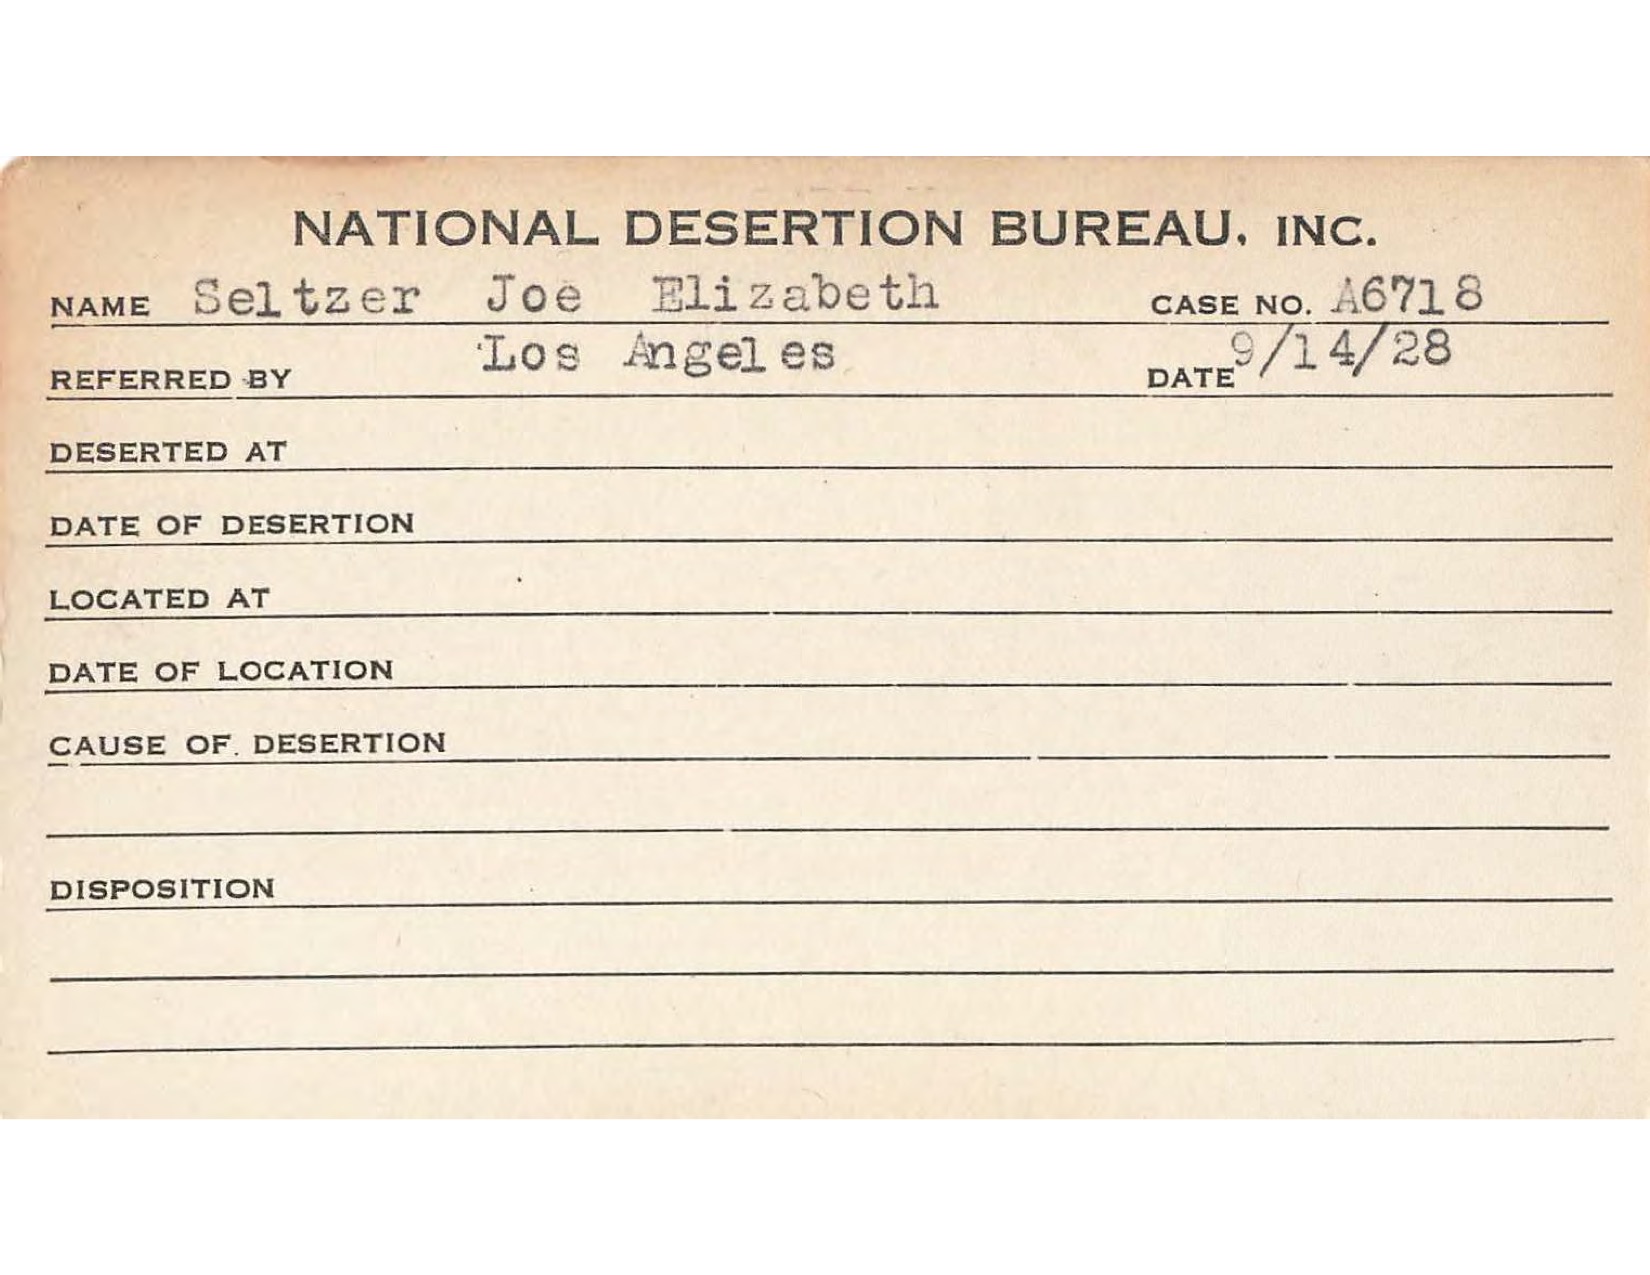 NATIONAL DESERTION BUREAU, INC.
NAME Seltzer Joe Elizabeth CASE NO. A6718
REFERRED BY Los Angeles DATE 9/14/28
DESERTED AT
DATE OF DESERTION
LOCATED AT
DATE OF LOCATION
CAUSE OF DESERTION
DISPOSITION